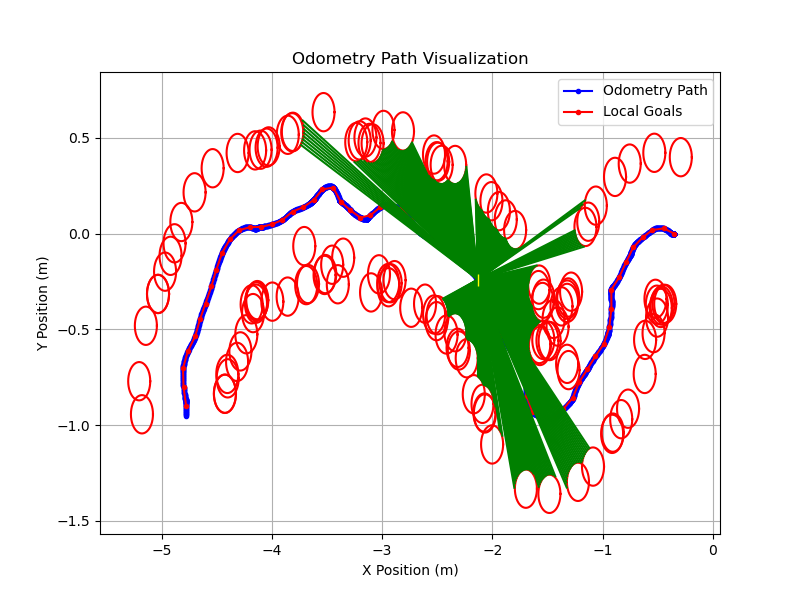 Odometry Path Visualization
Odometry Path
Local Goals
Y Position (m)
0.5
0.0
−0.5
−1.0
−1.5
−5
−4
−3
−2
−1
0
X Position (m)